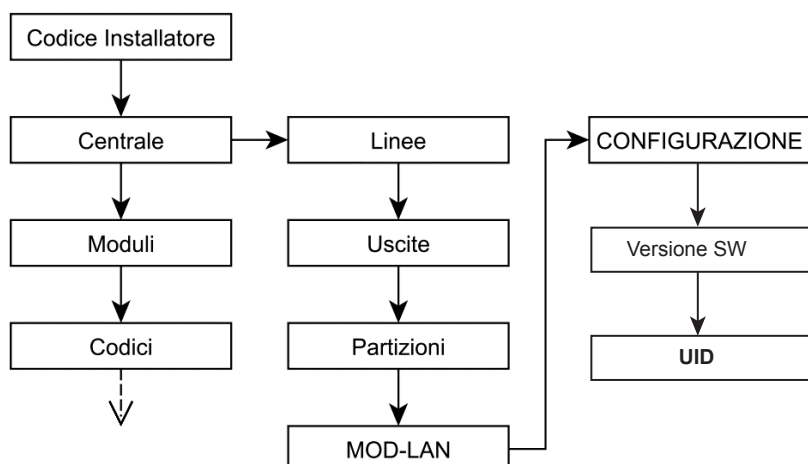 Codice Installatore
Centrale
Moduli
Codici
Linee
Uscite
Partizioni
MOD-LAN
CONFIGURAZIONE
Versione SW
UID